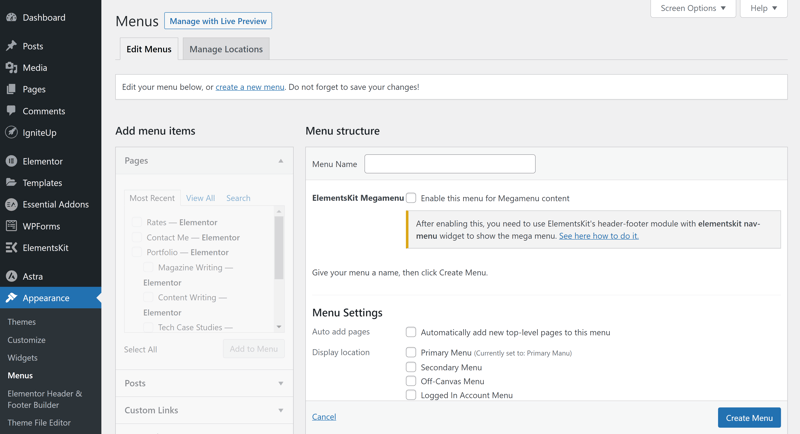 Dashboard
Posts
Media
Pages
Comments
IgniteUp
Elementor
Templates
Essential Addons
WPForms
ElementsKit
Astra
Appearance
Themes
Customize
Widgets
Menus
Elementor Header &
Footer Builder
Theme File Editor
Screen Options
Help
Menus
Manage with Live Preview
Edit Menus
Manage Locations
Edit your menu below, or create a new menu. Do not forget to save your changes!
Add menu items
Pages
Most Recent
View All
Search
Rates — Elementor
Contact Me — Elementor
Portfolio — Elementor
Magazine Writing —
Elementor
Content Writing —
Elementor
Tech Case Studies —
Select All
Add to Menu
Posts
Custom Links
Menu structure
Menu Name
ElementsKit Megamenu
Enable this menu for Megamenu content
After enabling this, you need to use ElementsKit's header-footer module with elementskit nav-
menu widget to show the mega menu. See here how to do it.
Give your menu a name, then click Create Menu.
Menu Settings
Auto add pages
Automatically add new top-level pages to this menu
Display location
Primary Menu (Currently set to: Primary Manu)
Secondary Menu
Off-Canvas Menu
Logged In Account Menu
Cancel
Create Menu